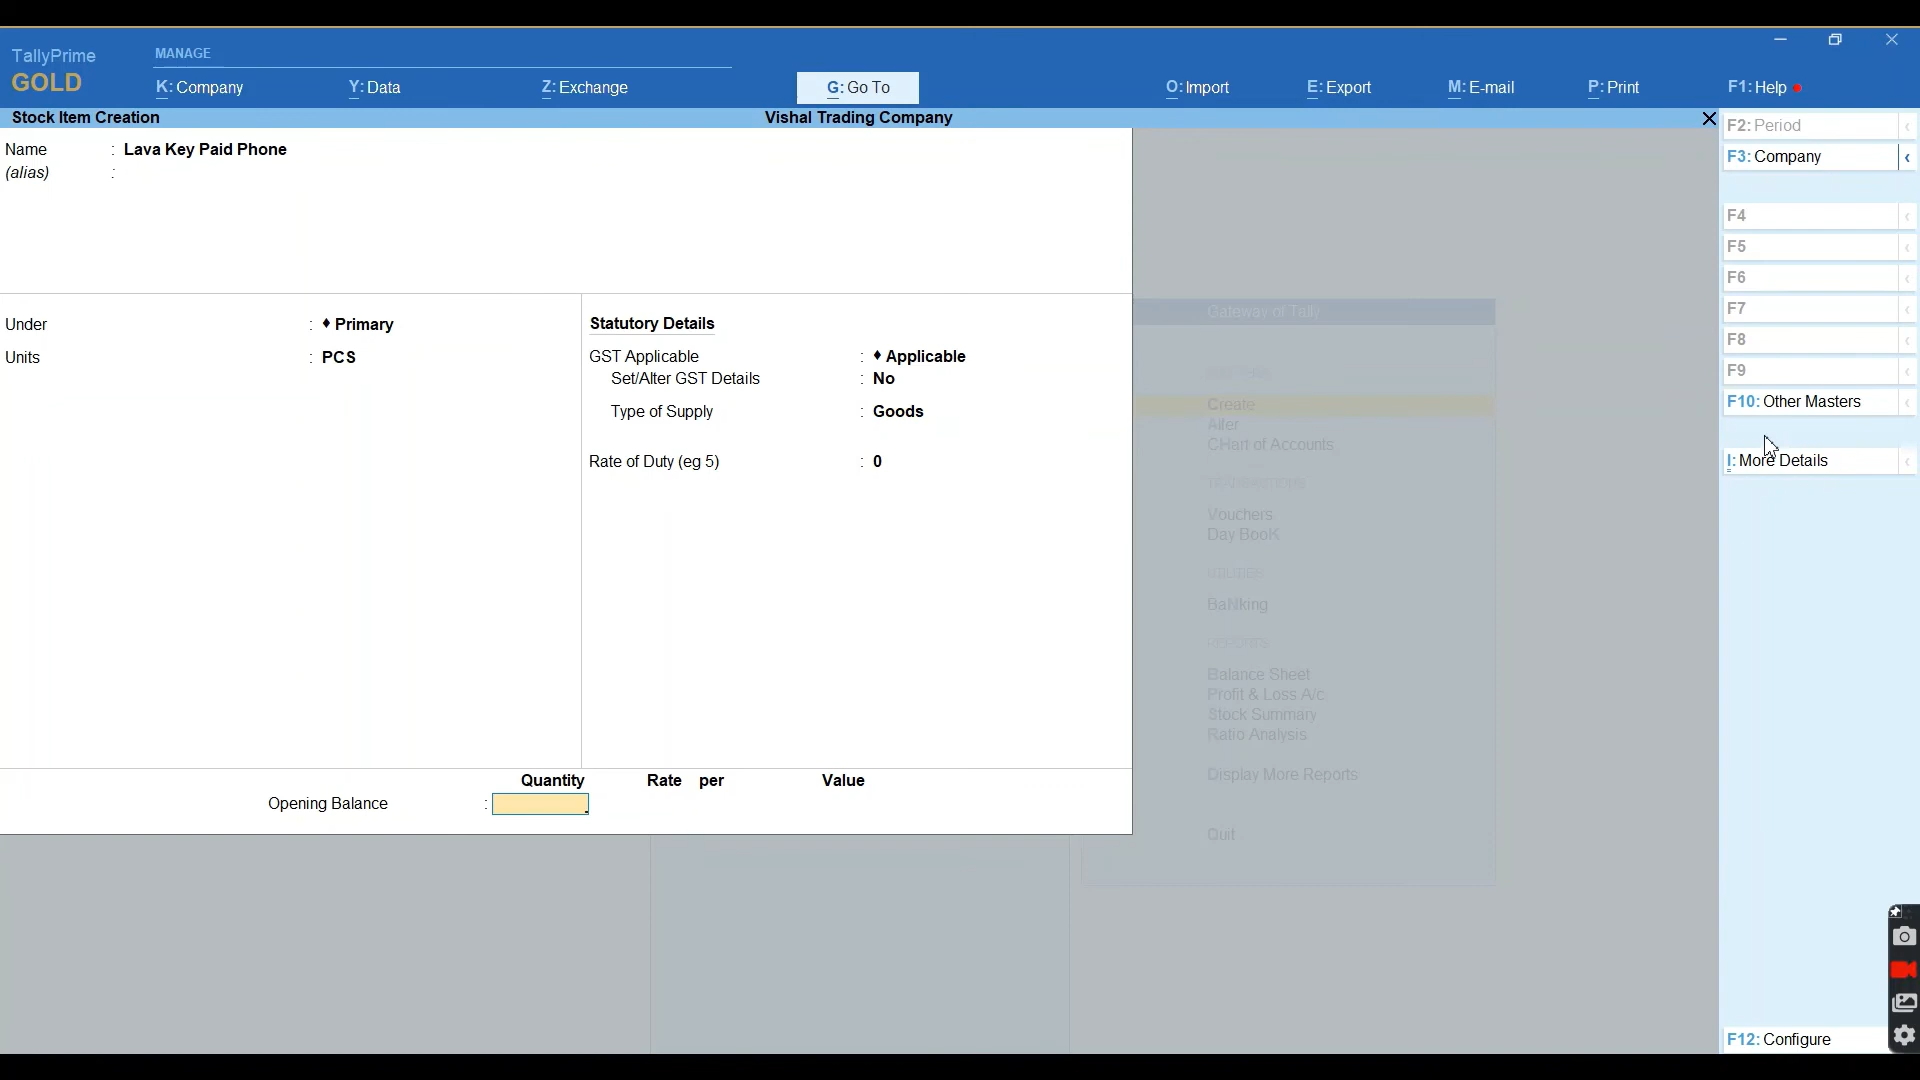 TallyPrime
GOLD
MANAGE
K: Company
Y: Data
Z: Exchange
G: Go To
O: Import
E: Export
M: E-mail
P: Print
F1: Help
Stock Item Creation
Vishal Trading Company
Name : Lava Key Paid Phone
(alias) :
Under : ♦ Primary
Units : PCS
Statutory Details
GST Applicable : ♦ Applicable
Set/Alter GST Details : No
Type of Supply : Goods
Rate of Duty (eg 5) : 0
Quantity Rate per Value
Opening Balance :
Gateway of Tally
MASTERS
Create
Alter
CHart of Accounts
TRANSACTIONS
Vouchers
Day BooK
UTILITIES
BaNking
REPORTS
Balance Sheet
Profit & Loss A/c
Stock Summary
Ratio Analysis
Display More Reports
Quit
F2: Period
F3: Company
F4
F5
F6
F7
F8
F9
F10: Other Masters
I: More Details
F12: Configure